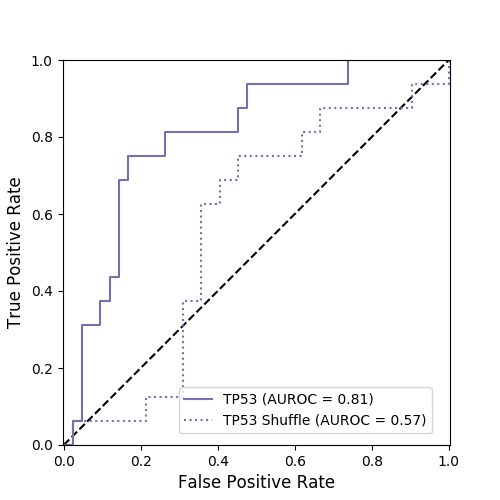 1.0
0.8
0.6
0.4
0.2
0.0
True Positive Rate
TP53 (AUROC = 0.81)
TP53 Shuffle (AUROC = 0.57)
0.0 0.2 0.4 0.6 0.8 1.0
False Positive Rate